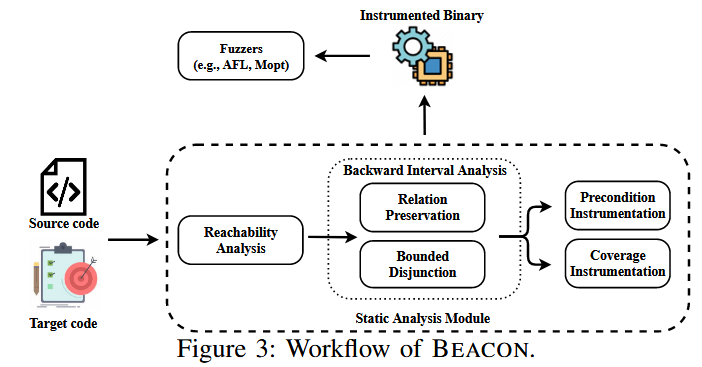 Instrumented Binary
Fuzzers
(e.g., AFL, Mopt)
</>
Source code
Target code
Reachability
Analysis
Backward Interval Analysis
Relation
Preservation
Bounded
Disjunction
Precondition
Instrumentation
Coverage
Instrumentation
Static Analysis Module
Figure 3: Workflow of BEACON.